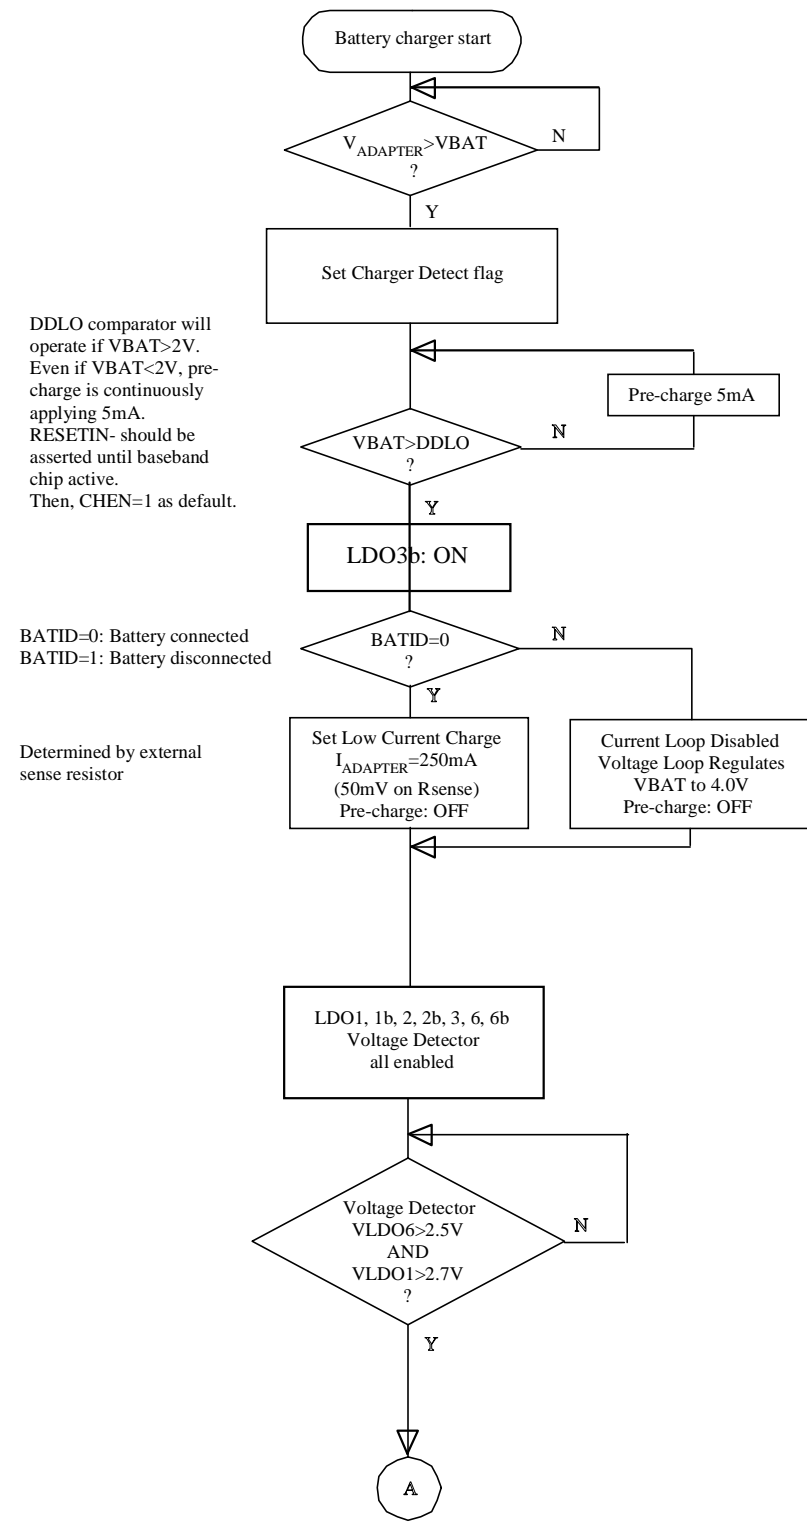 Battery charger start
V_ADAPTER>VBAT
?
N
Y
Set Charger Detect flag
DDLO comparator will
operate if VBAT>2V.
Even if VBAT<2V, pre-
charge is continuously
applying 5mA.
RESETIN- should be
asserted until baseband
chip active.
Then, CHEN=1 as default.
Pre-charge 5mA
VBAT>DDLO
?
N
Y
LDO3b: ON
BATID=0: Battery connected
BATID=1: Battery disconnected
BATID=0
?
N
Y
Determined by external
sense resistor
Set Low Current Charge
I_ADAPTER=250mA
(50mV on Rsense)
Pre-charge: OFF
Current Loop Disabled
Voltage Loop Regulates
VBAT to 4.0V
Pre-charge: OFF
LDO1, 1b, 2, 2b, 3, 6, 6b
Voltage Detector
all enabled
Voltage Detector
VLDO6>2.5V
AND
VLDO1>2.7V
?
N
Y
A